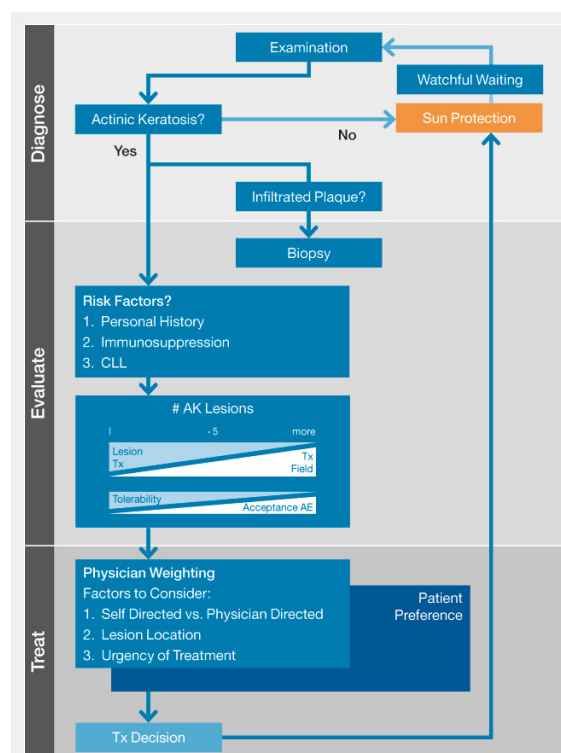 Diagnose
Examination
Watchful Waiting
Actinic Keratosis?
Sun Protection
No
Yes
Infiltrated Plaque?
Biopsy
Evaluate
Risk Factors?
1. Personal History
2. Immunosuppression
3. CLL
# AK Lesions
I
-5
more
Lesion
Tx
Tx
Field
Tolerability
Acceptance AE
Treat
Physician Weighting
Factors to Consider:
1. Self Directed vs. Physician Directed
2. Lesion Location
3. Urgency of Treatment
Patient
Preference
Tx Decision